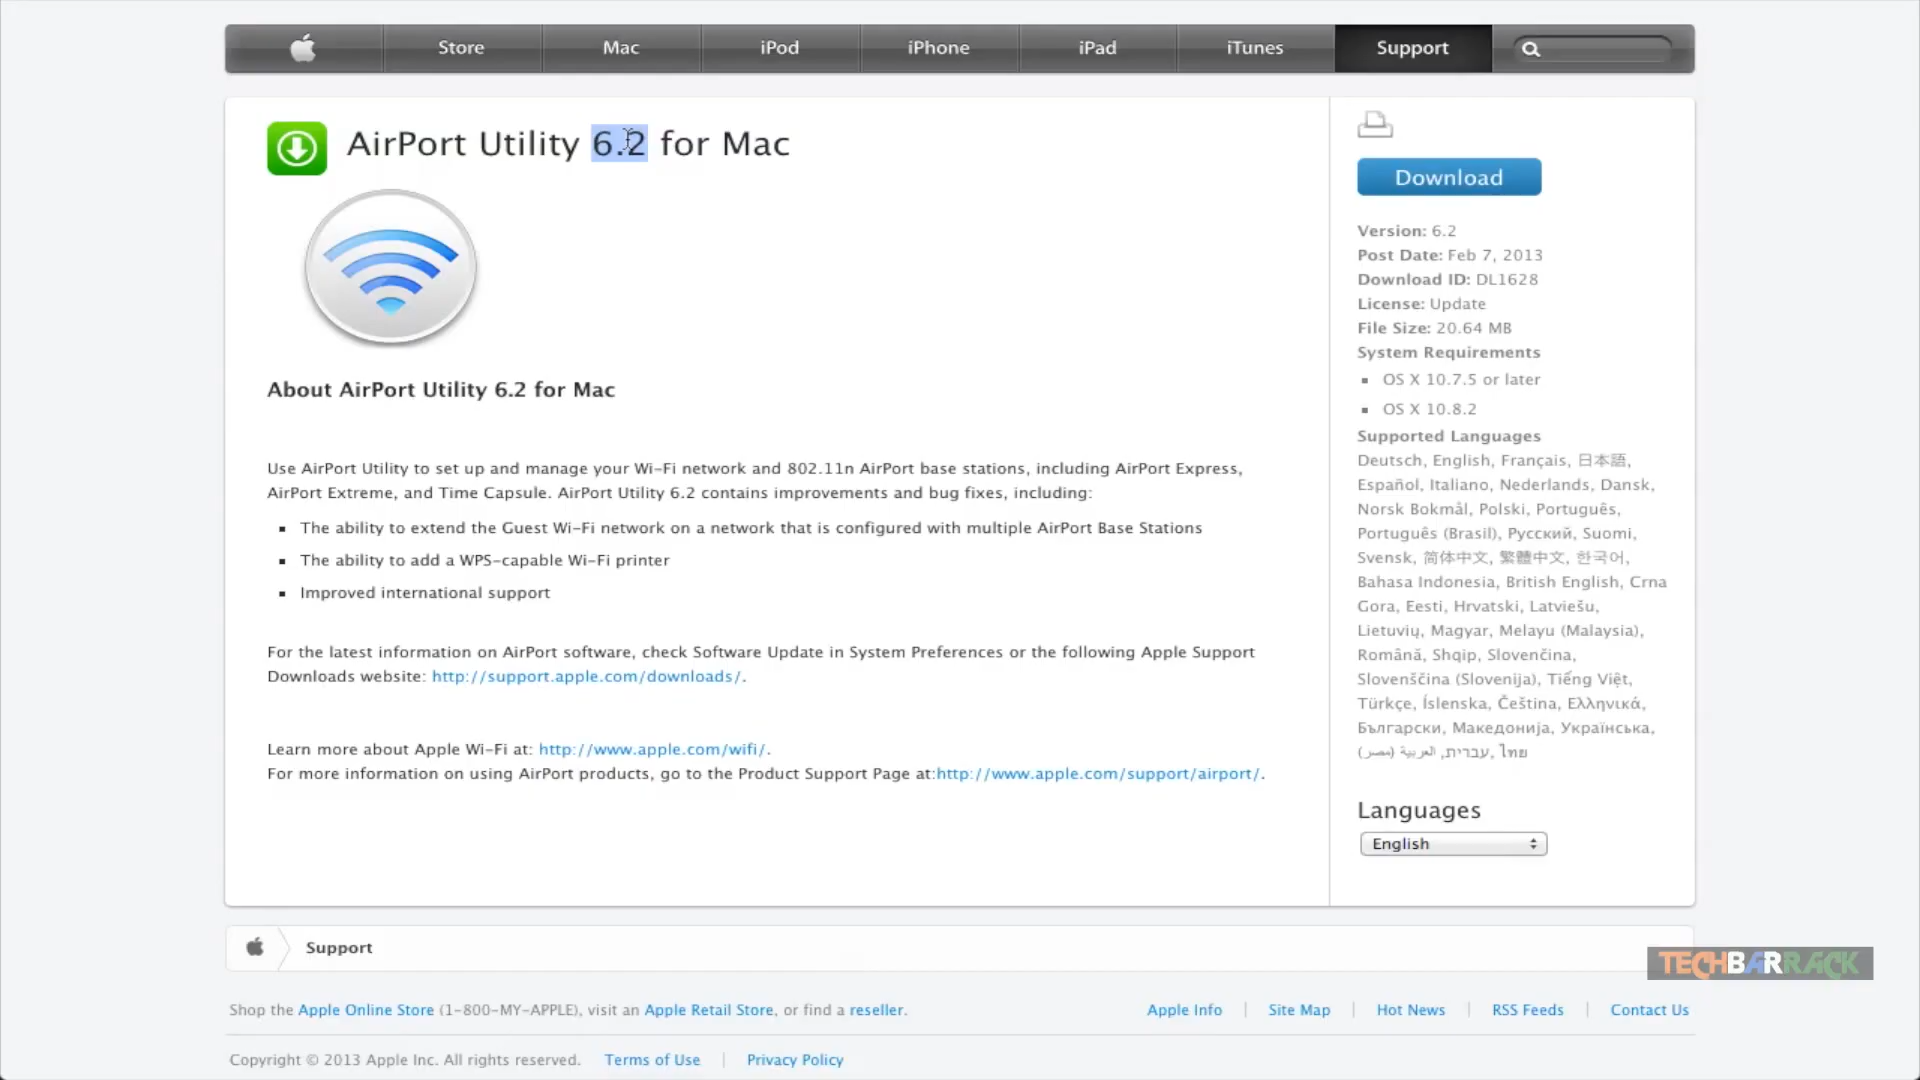 Store Mac iPod iPhone iPad iTunes Support
AirPort Utility 6.2 for Mac
About AirPort Utility 6.2 for Mac
Use AirPort Utility to set up and manage your Wi-Fi network and 802.11n AirPort base stations, including AirPort Express,
AirPort Extreme, and Time Capsule. AirPort Utility 6.2 contains improvements and bug fixes, including:
The ability to extend the Guest Wi-Fi network on a network that is configured with multiple AirPort Base Stations
The ability to add a WPS-capable Wi-Fi printer
Improved international support
For the latest information on AirPort software, check Software Update in System Preferences or the following Apple Support
Downloads website: http://support.apple.com/downloads/.
Learn more about Apple Wi-Fi at: http://www.apple.com/wifi/.
For more information on using AirPort products, go to the Product Support Page at:http://www.apple.com/support/airport/.
Download
Version: 6.2
Post Date: Feb 7, 2013
Download ID: DL1628
License: Update
File Size: 20.64 MB
System Requirements
OS X 10.7.5 or later
OS X 10.8.2
Supported Languages
Deutsch, English, Français, 日本語,
Español, Italiano, Nederlands, Dansk,
Norsk Bokmål, Polski, Português,
Português (Brasil), Русский, Suomi,
Svensk, 简体中文, 繁體中文, 한국어,
Bahasa Indonesia, British English, Crna
Gora, Eesti, Hrvatski, Latviešu,
Lietuvių, Magyar, Melayu (Malaysia),
Română, Shqip, Slovenčina,
Slovenščina (Slovenija), Tiếng Việt,
Türkçe, Íslenska, Čeština, Ελληνικά,
Български, Македонија, Українська,
עברית, العربية (مصر), ไทย
Languages
English
Support
TECHBARRACK
Shop the Apple Online Store (1-800-MY-APPLE), visit an Apple Retail Store, or find a reseller.
Apple Info | Site Map | Hot News | RSS Feeds | Contact Us
Copyright © 2013 Apple Inc. All rights reserved. Terms of Use | Privacy Policy